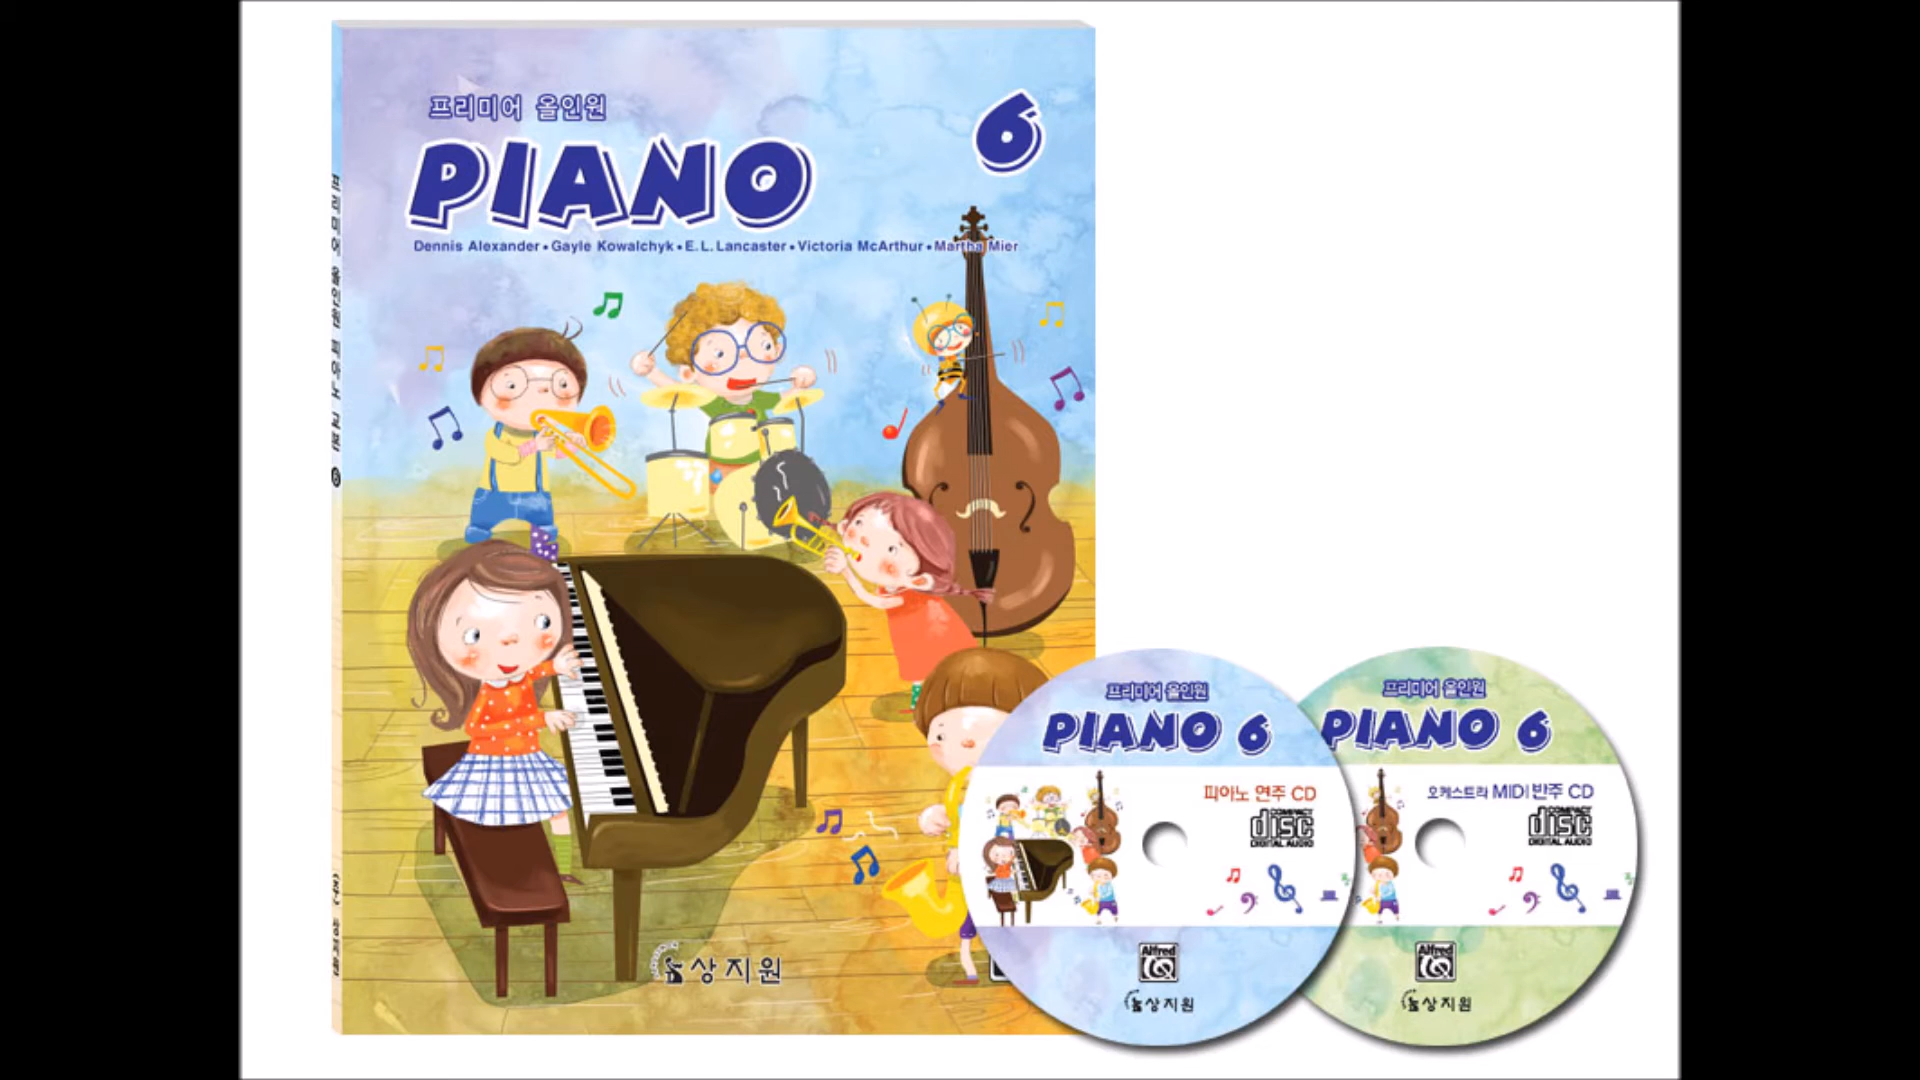 프리미어 올인원
PIANO
6
Dennis Alexander • Gayle Kowalchyk • E. L. Lancaster • Victoria McArthur • Martha Mier
상지원
프리미어 올인원
PIANO 6
피아노 연주 CD
COMPACT
disc
DIGITAL AUDIO
Alfred
상지원
프리미어 올인원
PIANO 6
오케스트라 MIDI 반주 CD
COMPACT
disc
DIGITAL AUDIO
Alfred
상지원